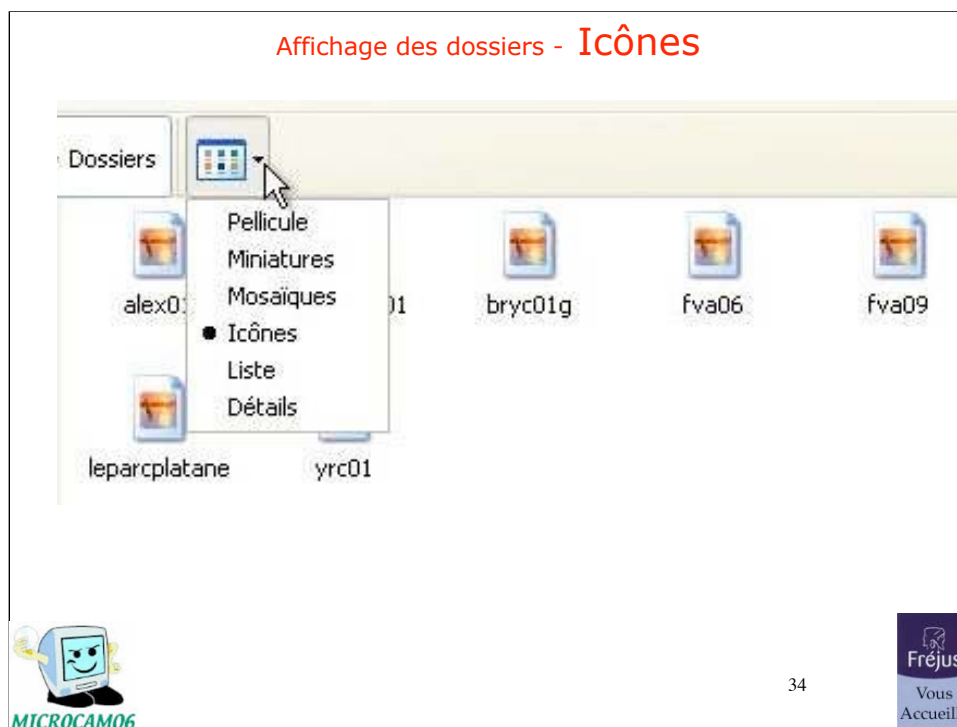 Affichage des dossiers - Icônes
Dossiers
Pellicule
Miniatures
Mosaïques
Icônes
Liste
Détails
alex01 bryc01g fva06 fva09
leparcplatane yrc01
MICROCAM06
34
Fréjus
Vous
Accueil